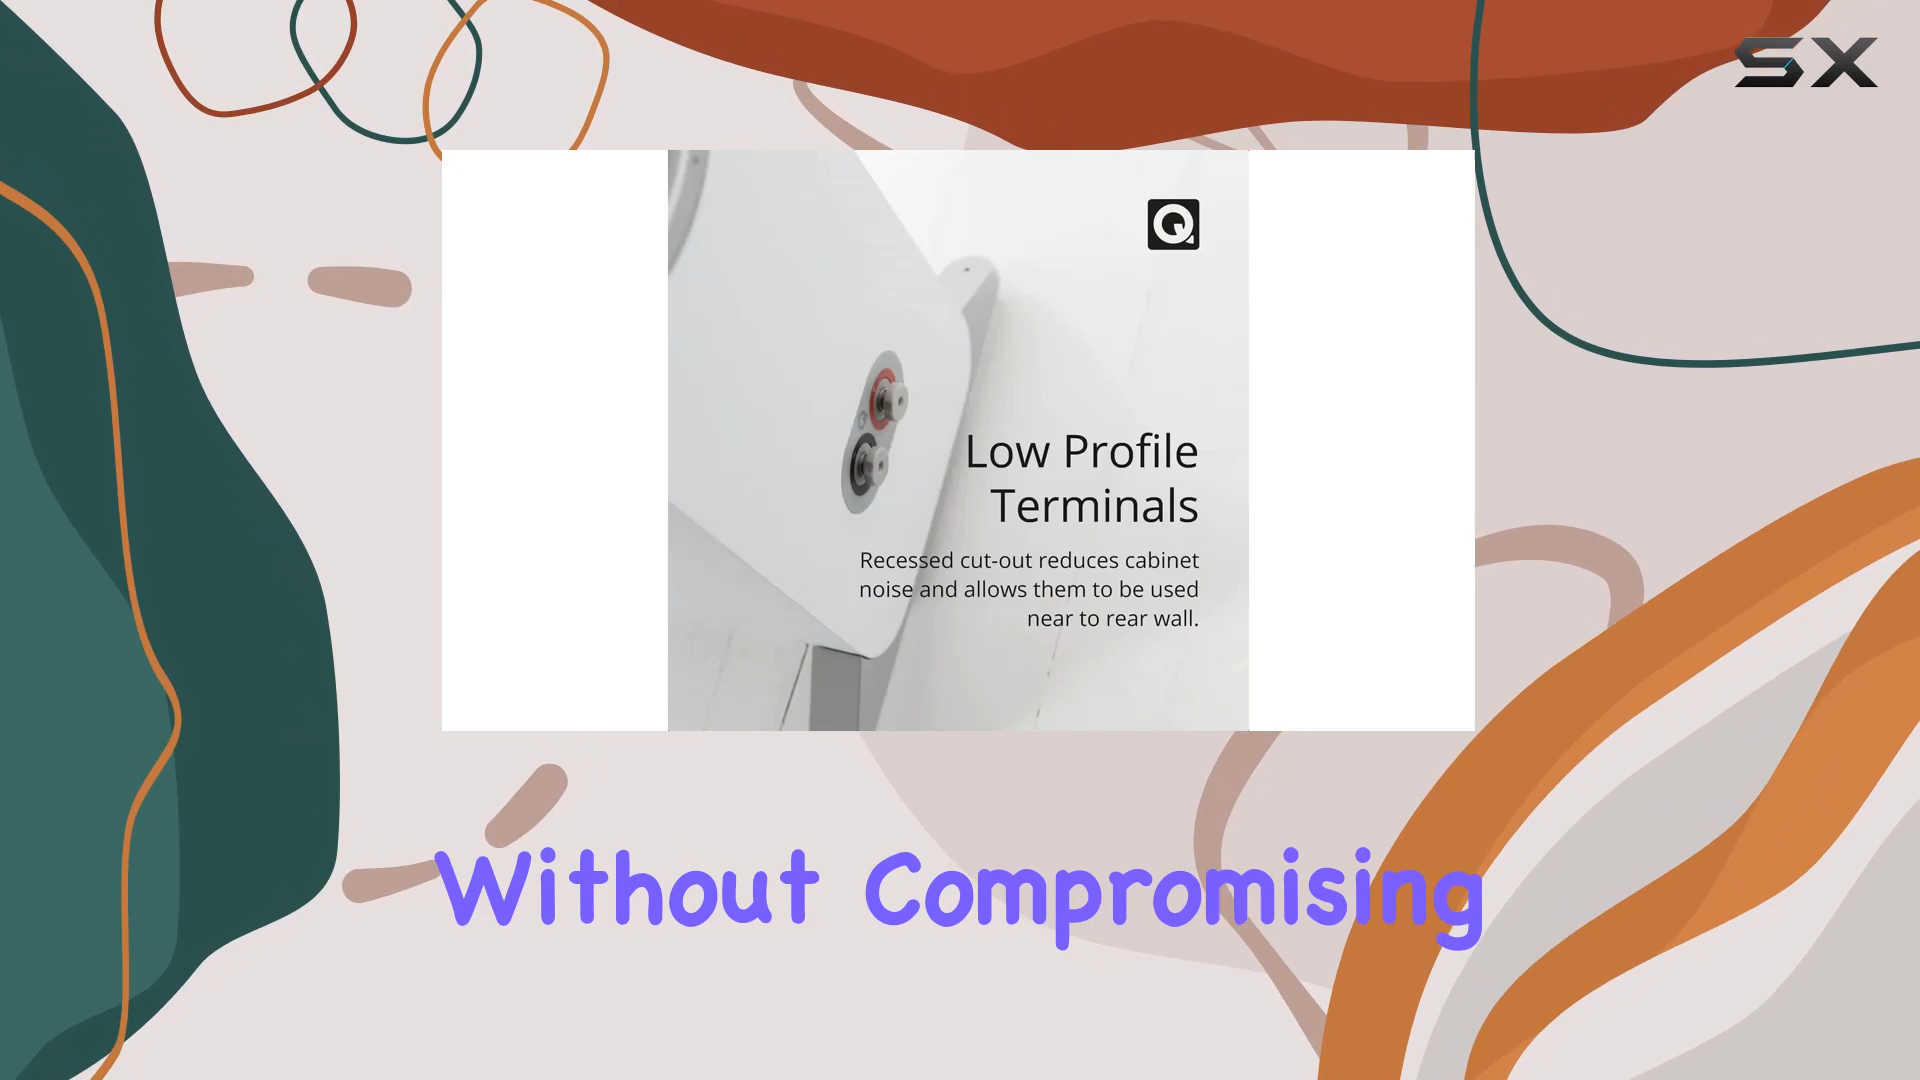 SX
Q
Low Profile
Terminals
Recessed cut-out reduces cabinet
noise and allows them to be used
near to rear wall.
Without Compromising